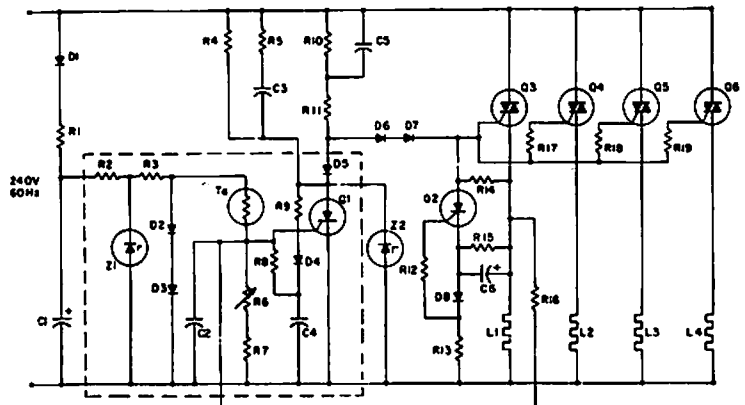 R4 R5 R10 C5
D1 C3 Q3 Q4 Q5 Q6
R11
R1 D6 D7
R17 R18 R19
R2 R3 D5
240V
60Hz
Ta R9 Q1 Z2 Q2 R14
D2
Z1 R8 D4 R12 R15
D3 R6 D8 C6 R16
C1 C2 C4 L1 L2 L3 L4
R7 R13